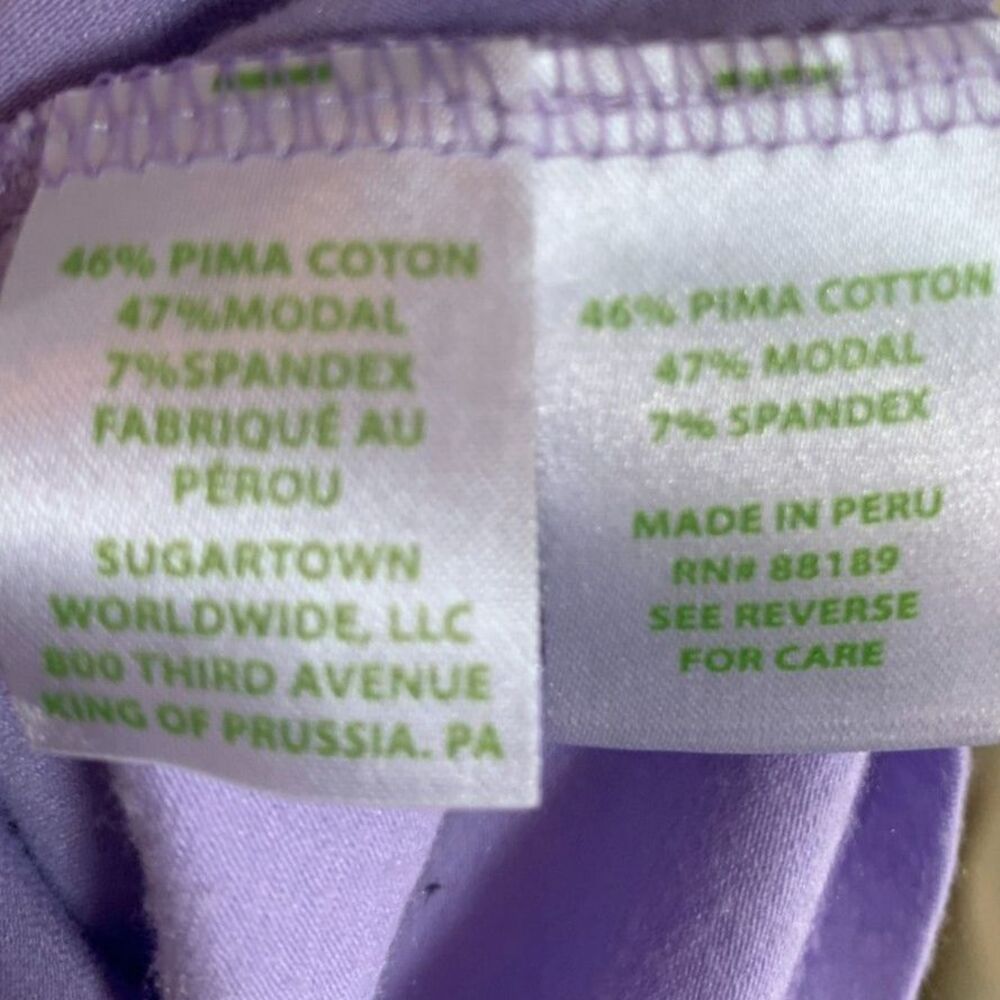 46% PIMA COTON
47%MODAL
7%SPANDEX
FABRIQUÉ AU
PÉROU
SUGARTOWN
WORLDWIDE, LLC
800 THIRD AVENUE
KING OF PRUSSIA. PA
46% PIMA COTTON
47% MODAL
7% SPANDEX
MADE IN PERU
RN# 88189
SEE REVERSE
FOR CARE